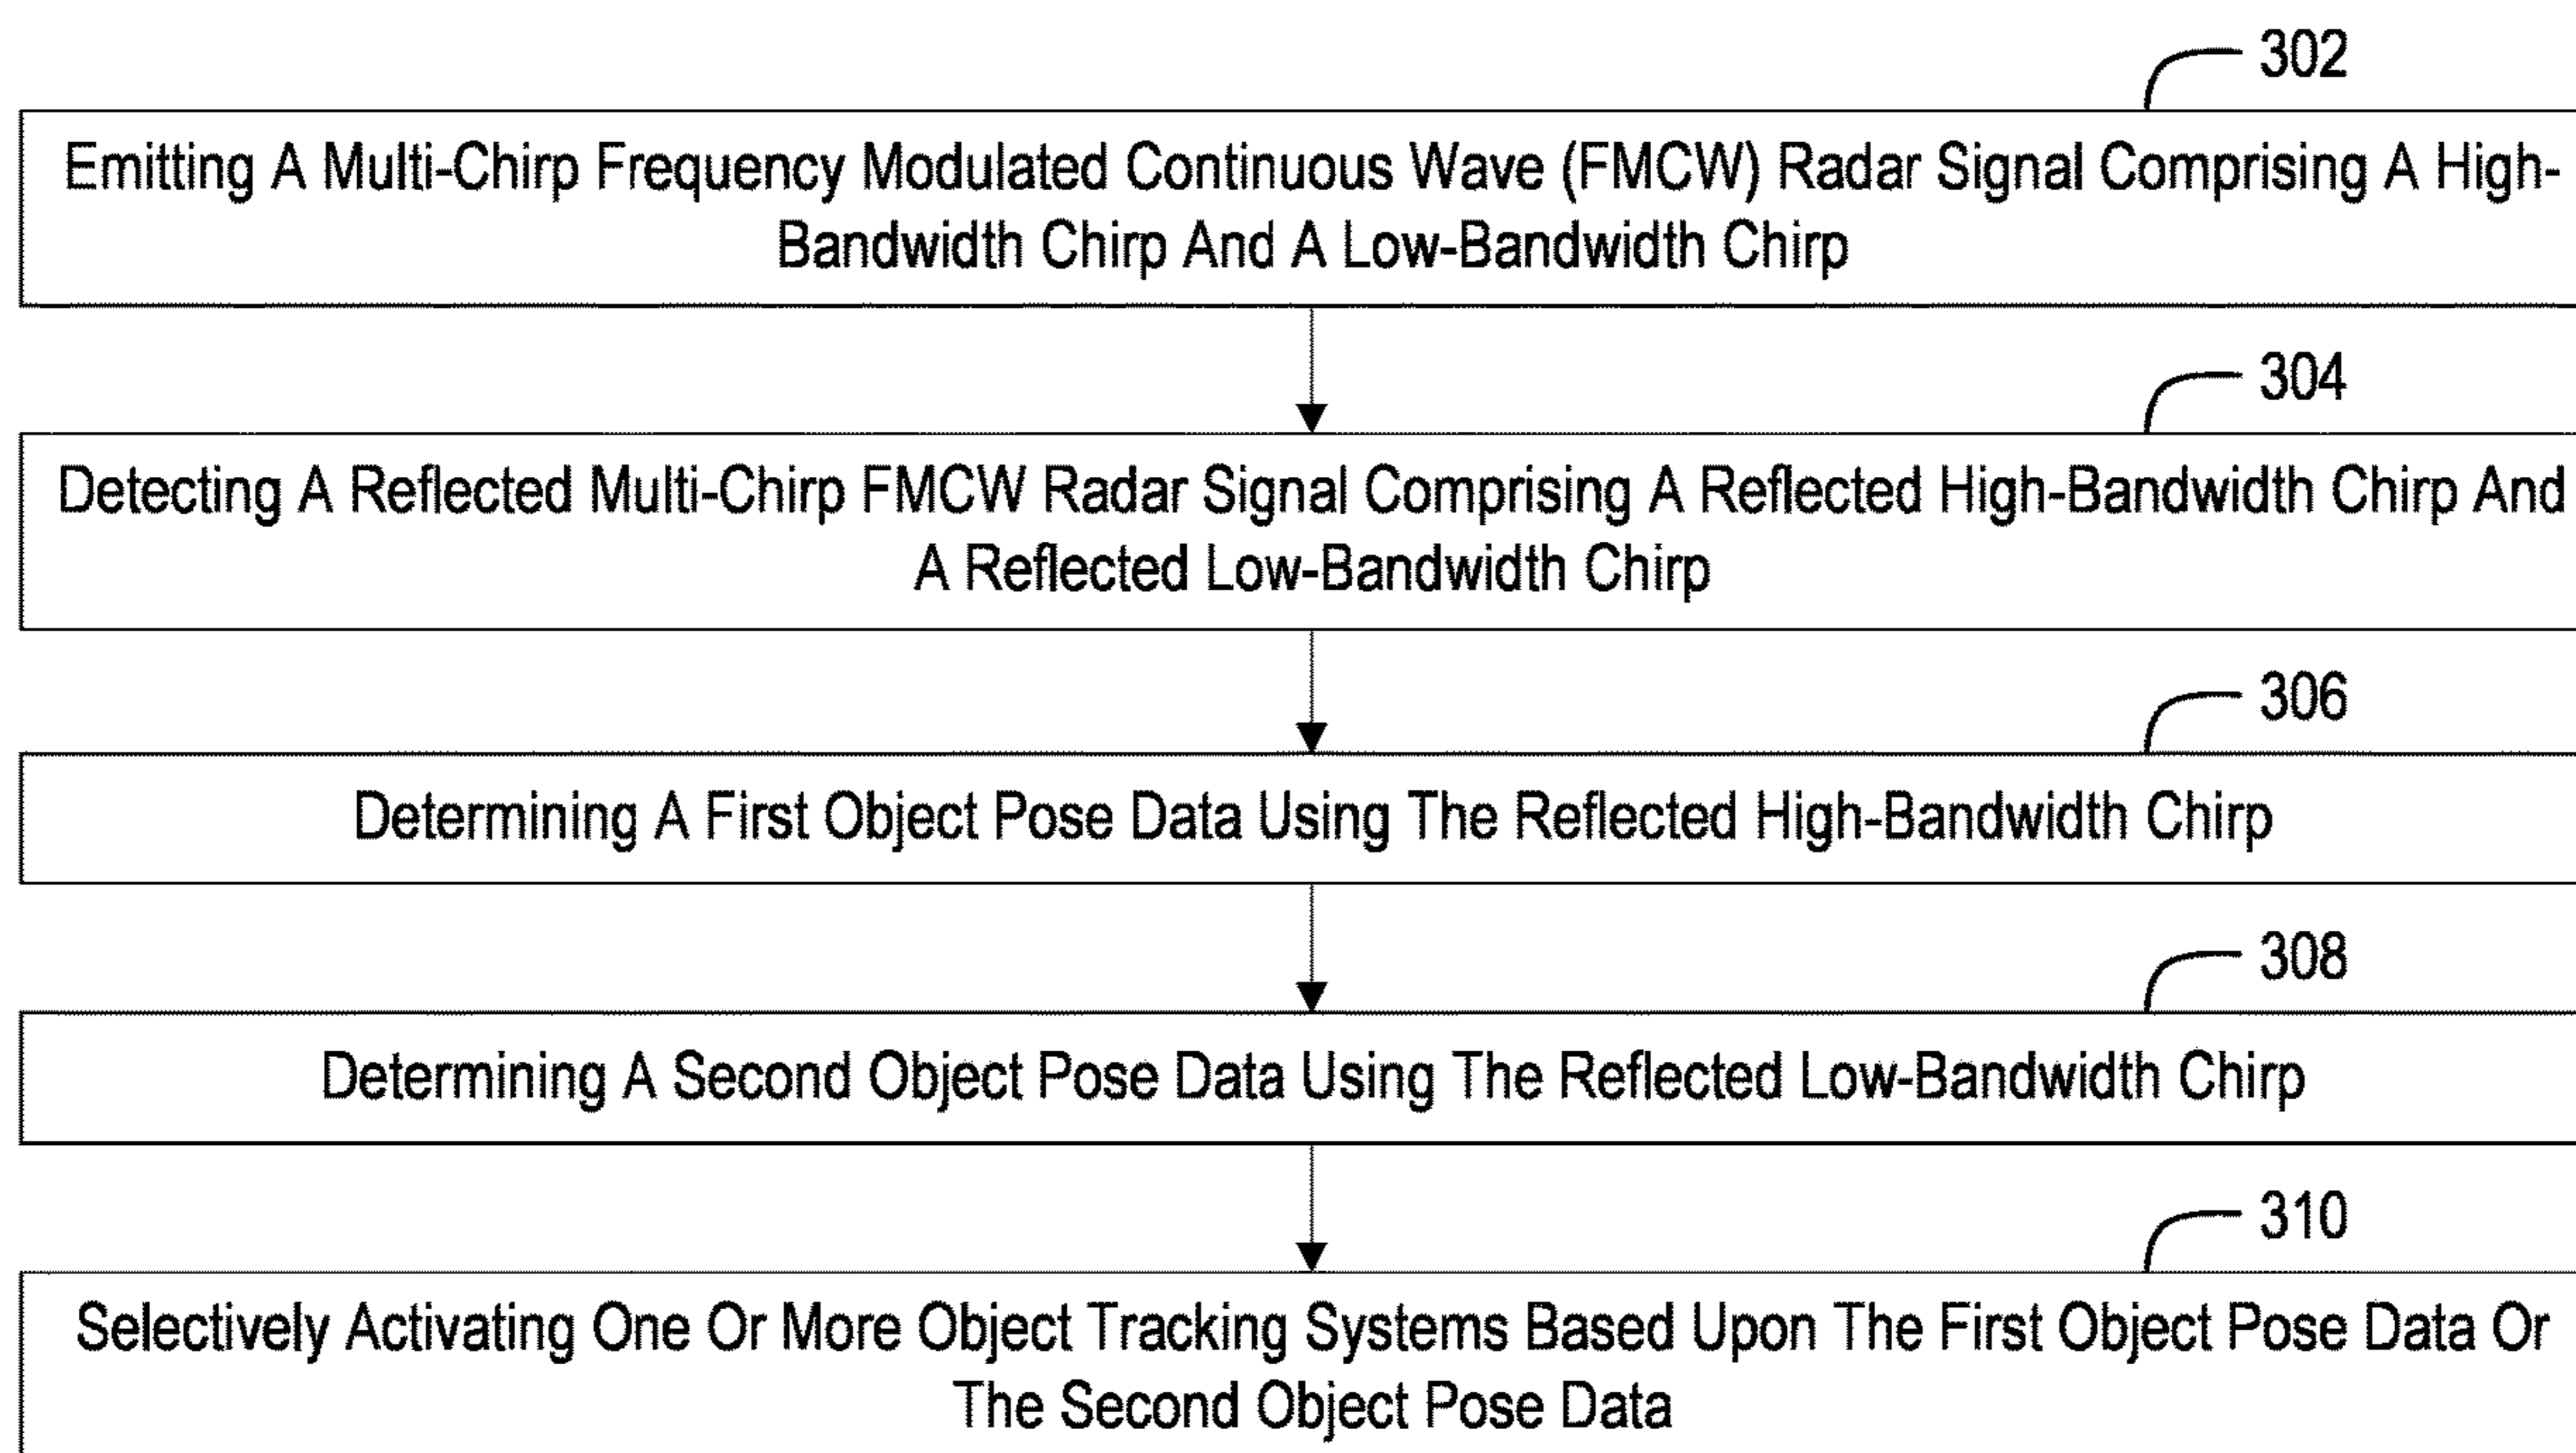 302
Emitting A Multi-Chirp Frequency Modulated Continuous Wave (FMCW) Radar Signal Comprising A High-
Bandwidth Chirp And A Low-Bandwidth Chirp
304
Detecting A Reflected Multi-Chirp FMCW Radar Signal Comprising A Reflected High-Bandwidth Chirp And
A Reflected Low-Bandwidth Chirp
306
Determining A First Object Pose Data Using The Reflected High-Bandwidth Chirp
308
Determining A Second Object Pose Data Using The Reflected Low-Bandwidth Chirp
310
Selectively Activating One Or More Object Tracking Systems Based Upon The First Object Pose Data Or
The Second Object Pose Data